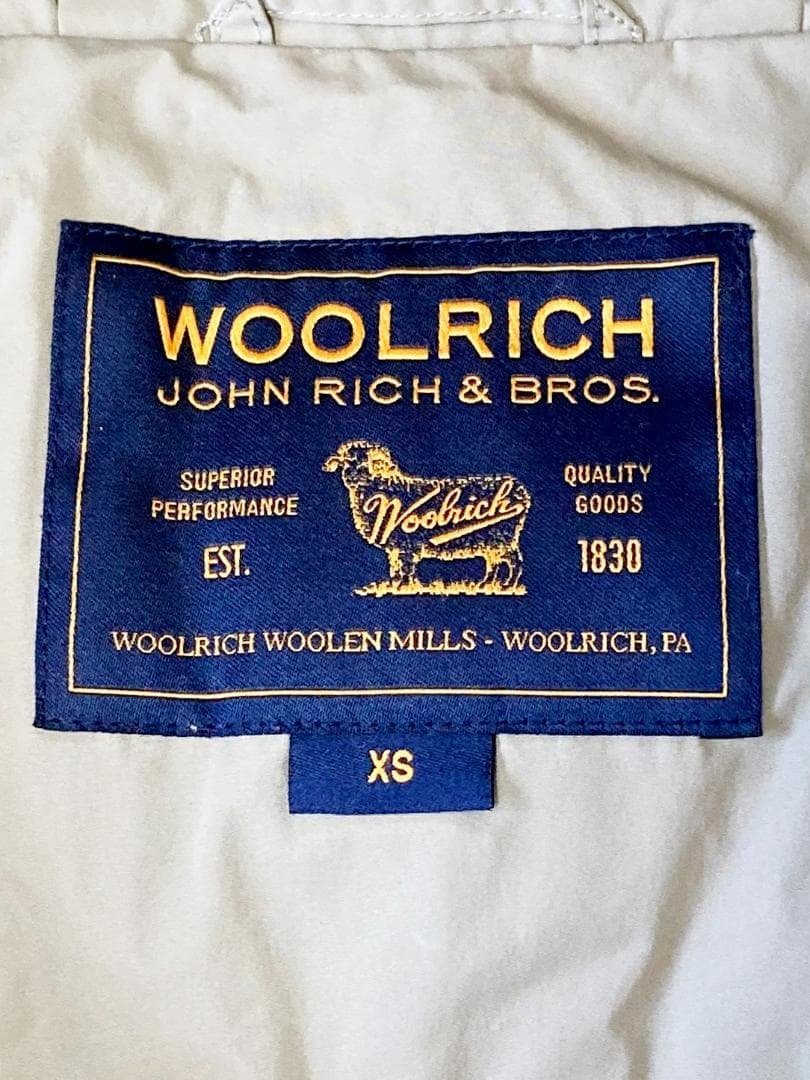 WOOLRICH
JOHN RICH & BROS.
SUPERIOR
PERFORMANCE
EST.
Woolrich
QUALITY
GOODS
1830
WOOLRICH WOOLEN MILLS - WOOLRICH, PA
XS